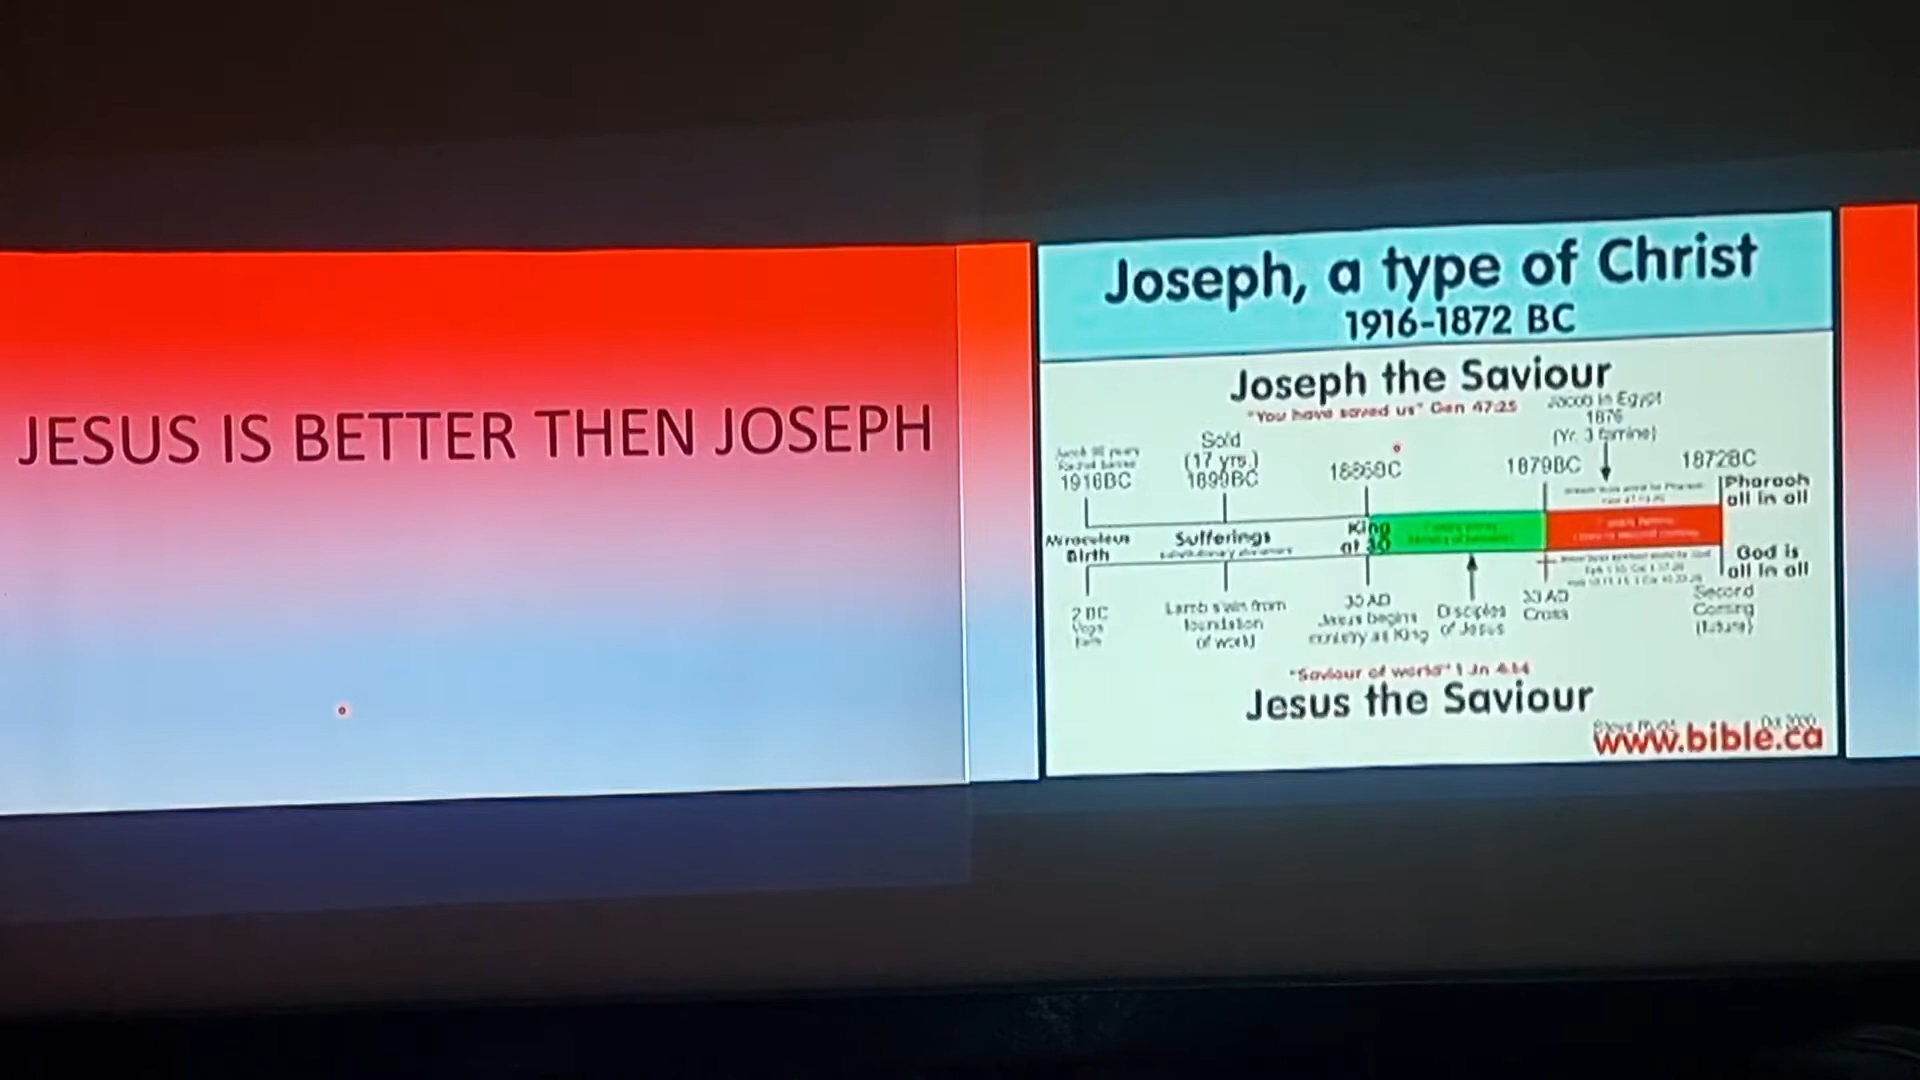 JESUS IS BETTER THEN JOSEPH
Joseph, a type of Christ
1916-1872 BC
Joseph the Saviour
"You have saved us" Gen 47:25
Jacob in Egypt
1876
(Yr. 3 famine)
Sold
(17 yrs.)
1899BC
1916BC
1886BC
1879BC
1872BC
Pharaoh
all in all
Miraculous
Birth
Sufferings
King
at 30
God is
all in all
2 BC
Lamb slain from
foundation
of world
30 AD
Jesus begins
ministry as King
Disciples
of Jesus
33 AD
Cross
Second
Coming
(future)
"Saviour of world" 1 Jn 4:14
Jesus the Saviour
www.bible.ca